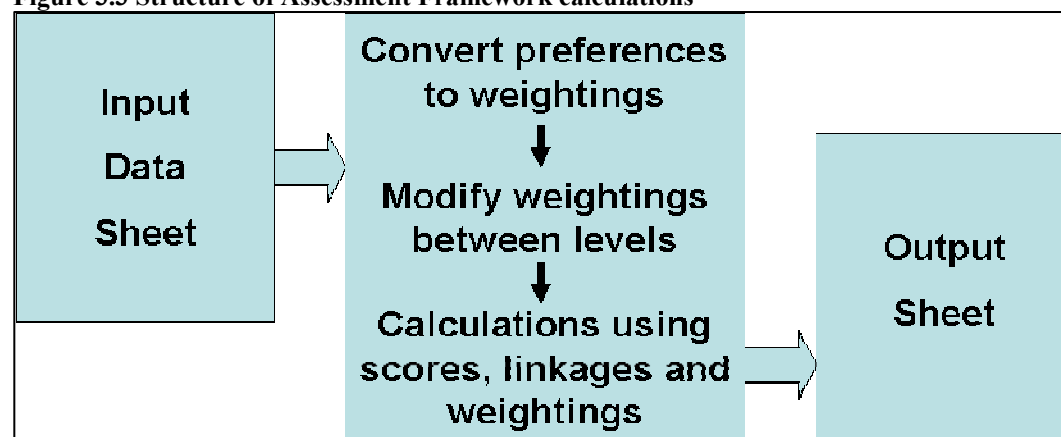 Figure 3.3 Structure of Assessment Framework calculations
Input
Data
Sheet
Convert preferences
to weightings
Modify weightings
between levels
Calculations using
scores, linkages and
weightings
Output
Sheet